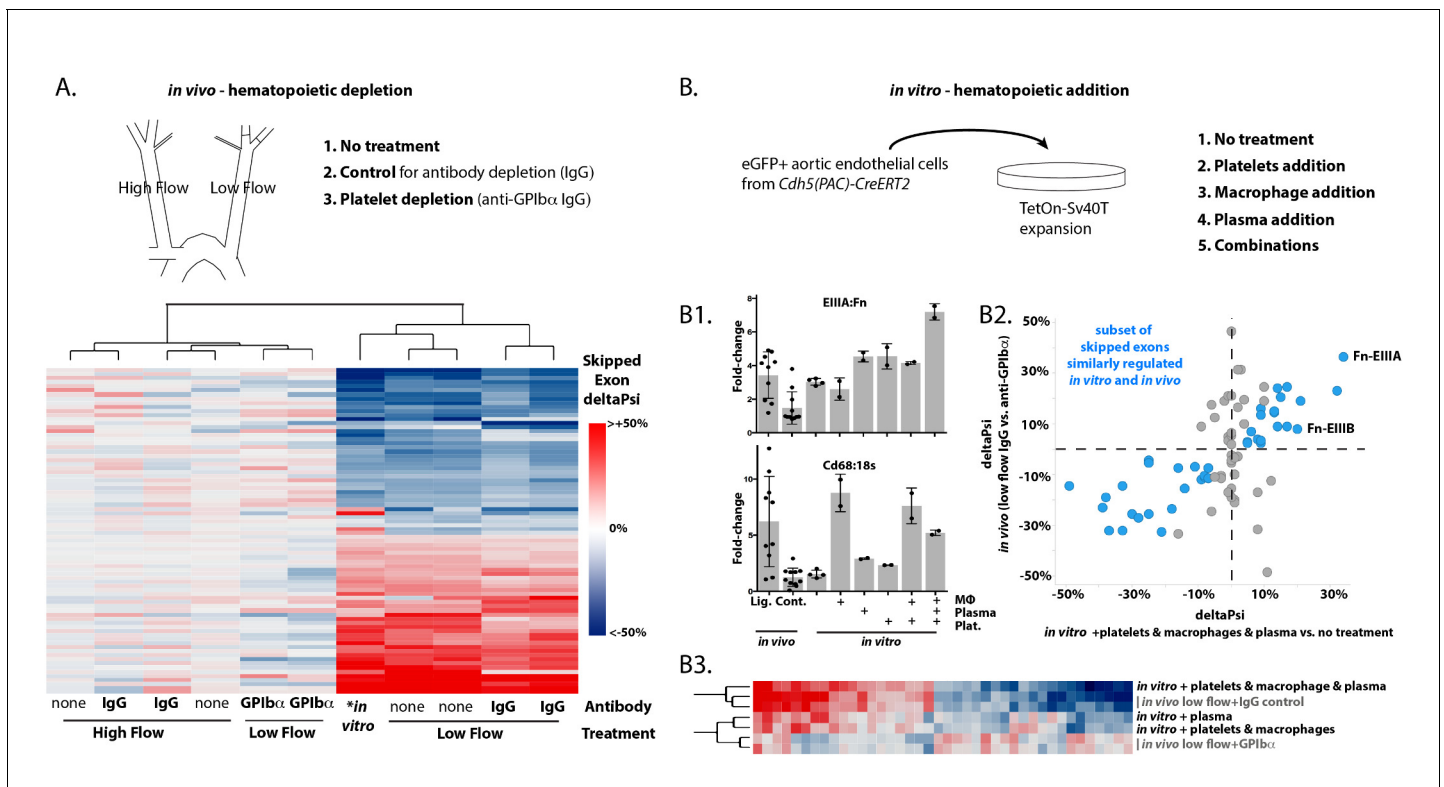 A.
in vivo - hematopoietic depletion
High Flow
Low Flow
1. No treatment
2. Control for antibody depletion (IgG)
3. Platelet depletion (anti-GPIbα IgG)
Skipped
Exon
deltaPsi
>+50%
0%
<-50%
none IgG IgG none GPIbα GPIbα *in vitro none none IgG IgG Antibody
High Flow Low Flow Low Flow Treatment
B.
in vitro - hematopoietic addition
eGFP+ aortic endothelial cells
from Cdh5(PAC)-CreERT2
TetOn-Sv40T
expansion
1. No treatment
2. Platelets addition
3. Macrophage addition
4. Plasma addition
5. Combinations
B1.
EIIIA:Fn
Fold-change
8
6
4
2
0
Cd68:18s
Fold-change
10
5
0
Lig. Cont. + + + MΦ
+ + Plasma
+ + + Plat.
in vivo in vitro
B2.
subset of
skipped exons
similarly regulated
in vitro and in vivo
Fn-EIIIA
Fn-EIIIB
50%
30%
10%
-10%
-30%
-50%
deltaPsi
in vivo (low flow IgG vs. anti-GPIbα)
-50% -30% -10% 10% 30%
deltaPsi
in vitro +platelets & macrophages & plasma vs. no treatment
B3.
in vitro + platelets & macrophage & plasma
| in vivo low flow+IgG control
in vitro + plasma
in vitro + platelets & macrophages
| in vivo low flow+GPIbα